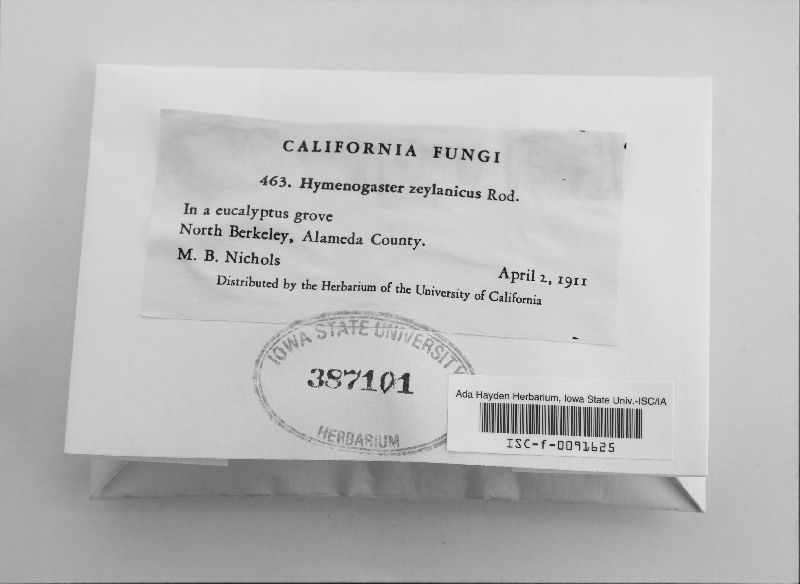 CALIFORNIA FUNGI
463. Hymenogaster zeylanicus Rod.
In a eucalyptus grove
North Berkeley, Alameda County.
M. B. Nichols
April 2, 1911
Distributed by the Herbarium of the University of California
IOWA STATE UNIVERSITY
387101
HERBARIUM
Ada Hayden Herbarium, Iowa State Univ.-ISC/IA
ISC-f-0091625